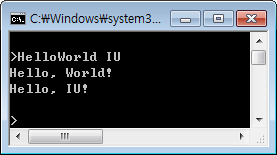 C:₩Windows₩system3...
>HelloWorld IU
Hello, World!
Hello, IU!
>